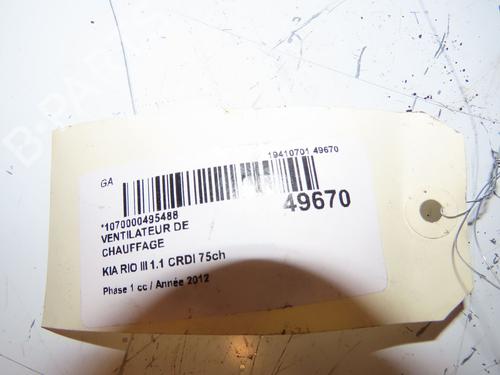 GA
19410701 49670
*1070000495488
49670
VENTILATEUR DE
CHAUFFAGE
KIA RIO III 1.1 CRDI 75ch
Phase 1 cc / Année 2012
B-PARTS